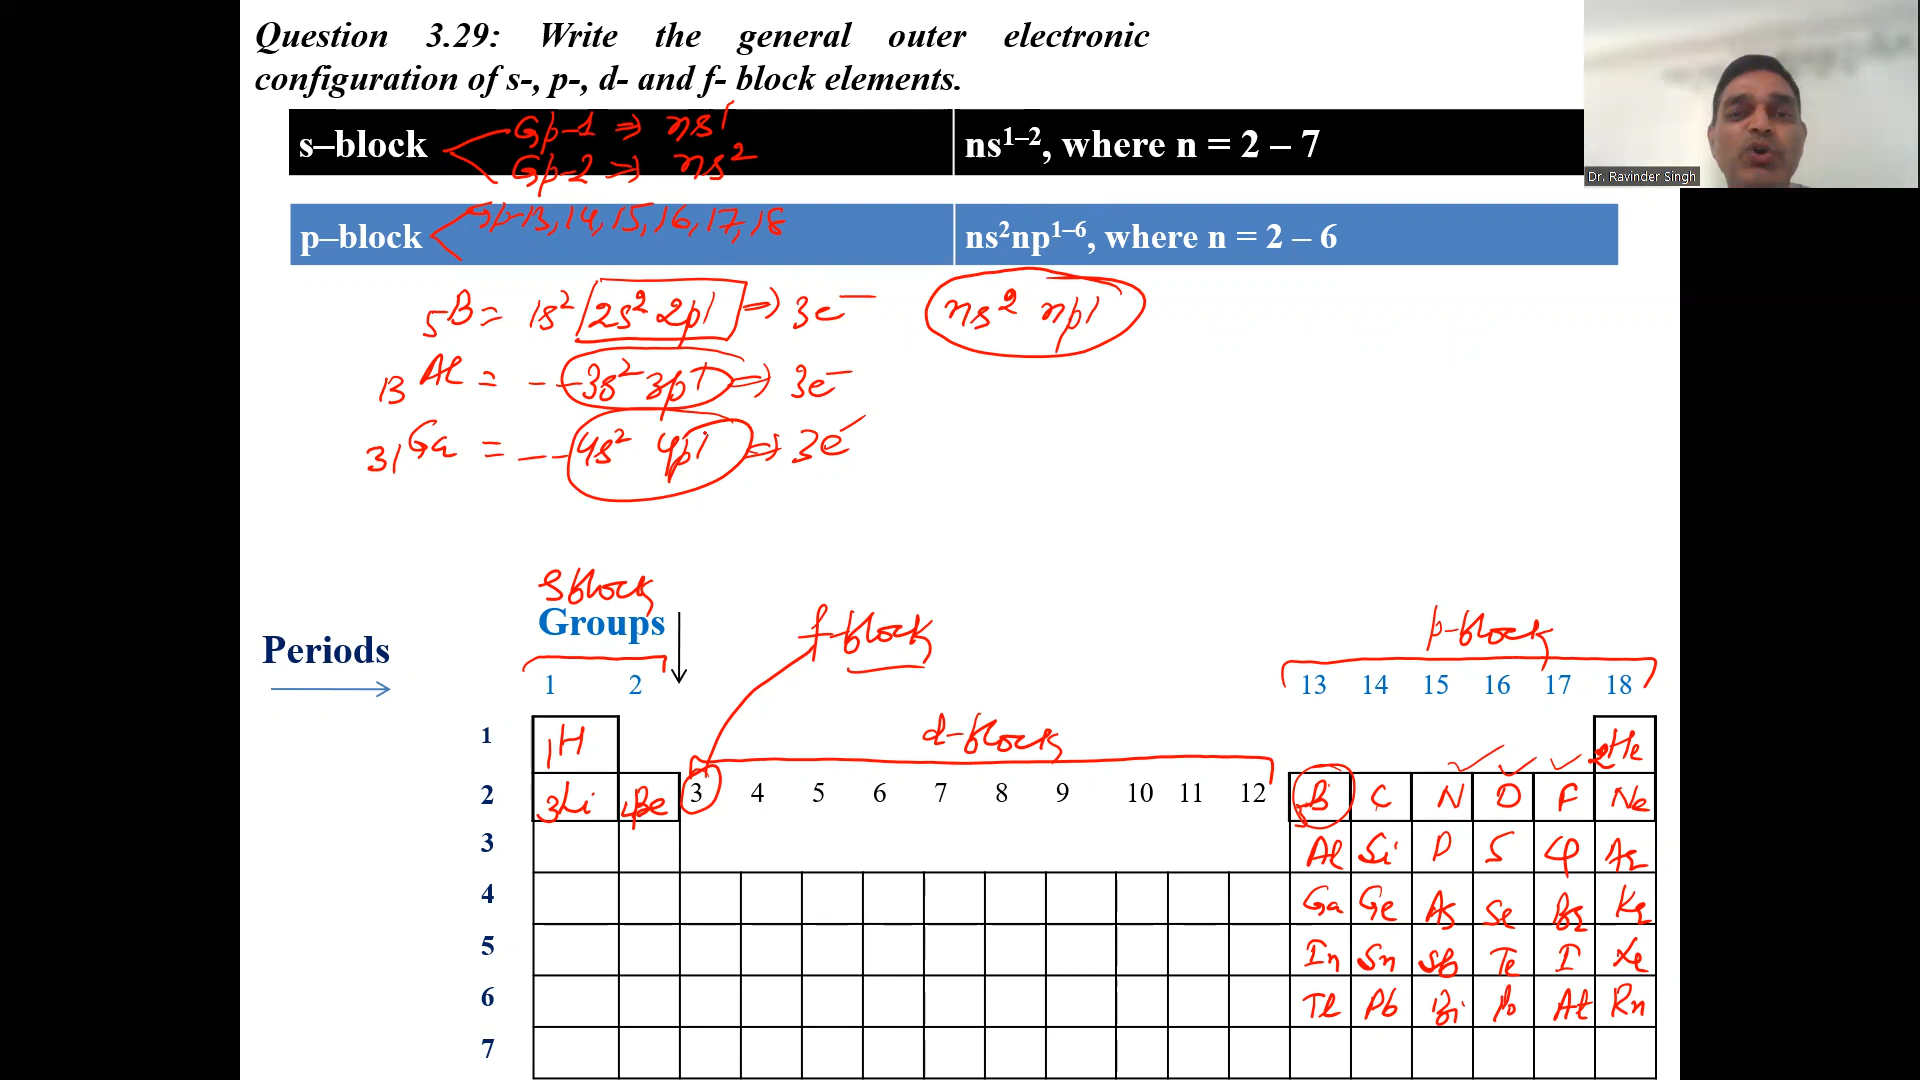 Question 3.29: Write the general outer electronic
configuration of s-, p-, d- and f- block elements.
s–block Gp-1 ⇒ ns¹ ns¹⁻², where n = 2 – 7
Gp-2 ⇒ ns²
Dr. Ravinder Singh
p–block Gp-13, 14, 15, 16, 17, 18 ns²np¹⁻⁶, where n = 2 – 6
₅B = 1s² 2s² 2p¹ ⇒ 3e⁻ ns² np¹
₁₃Al = -- 3s² 3p¹ ⇒ 3e⁻
₃₁Ga = -- 4s² 4p¹ ⇒ 3e⁻
s block
Groups f-block p-block
Periods
1 2 13 14 15 16 17 18
1 ₁H d-block ₂He
2 ₃Li ₄Be 3 4 5 6 7 8 9 10 11 12 ₅B C N O F Ne
3 Al Si P S Cl Ar
4 Ga Ge As Se Br Kr
5 In Sn Sb Te I Xe
6 Tl Pb Bi Po At Rn
7